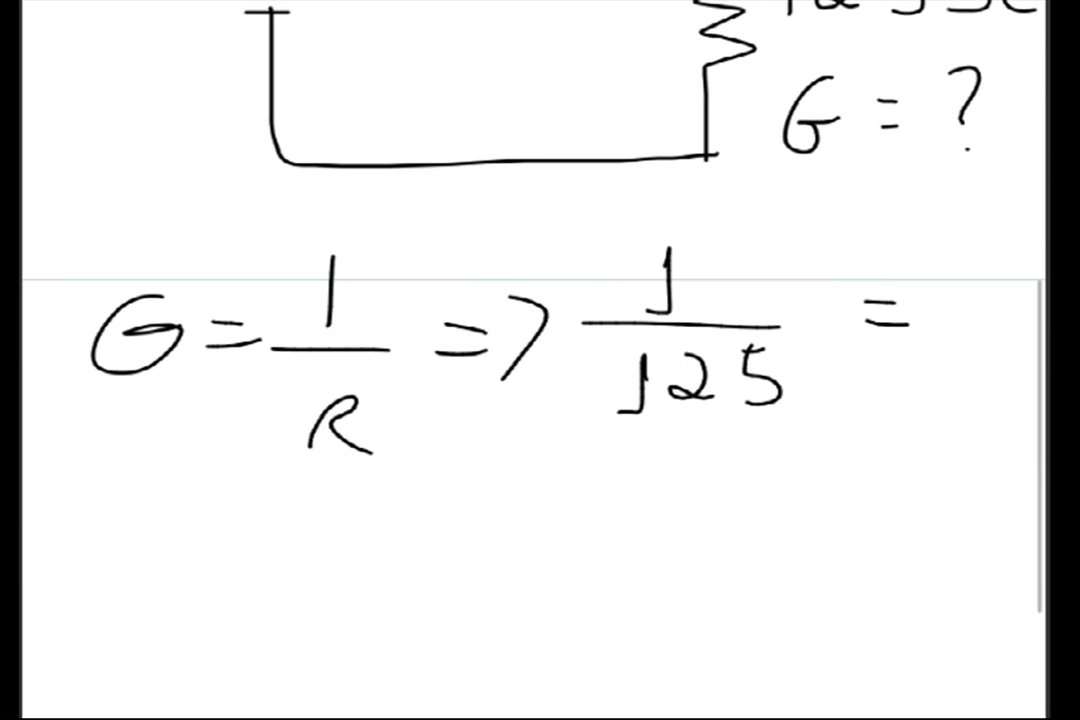 G = ?
G = 1/R => 1/125 =